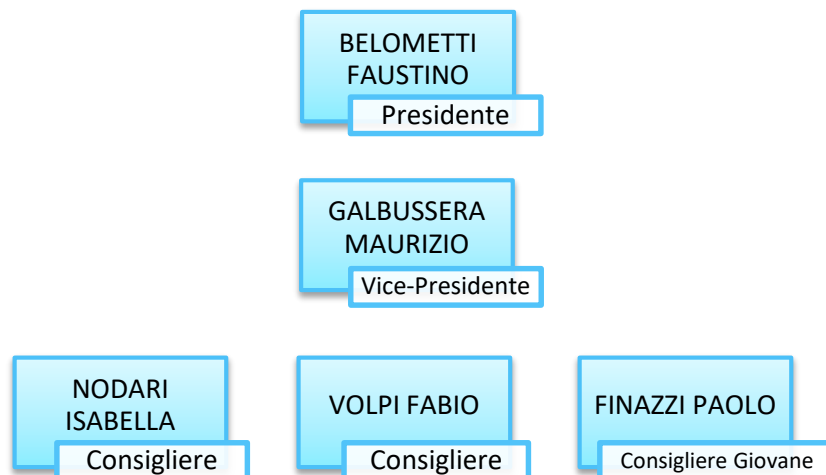 BELOMETTI
FAUSTINO
Presidente
GALBUSSERA
MAURIZIO
Vice-Presidente
NODARI
ISABELLA
Consigliere
VOLPI FABIO
Consigliere
FINAZZI PAOLO
Consigliere Giovane